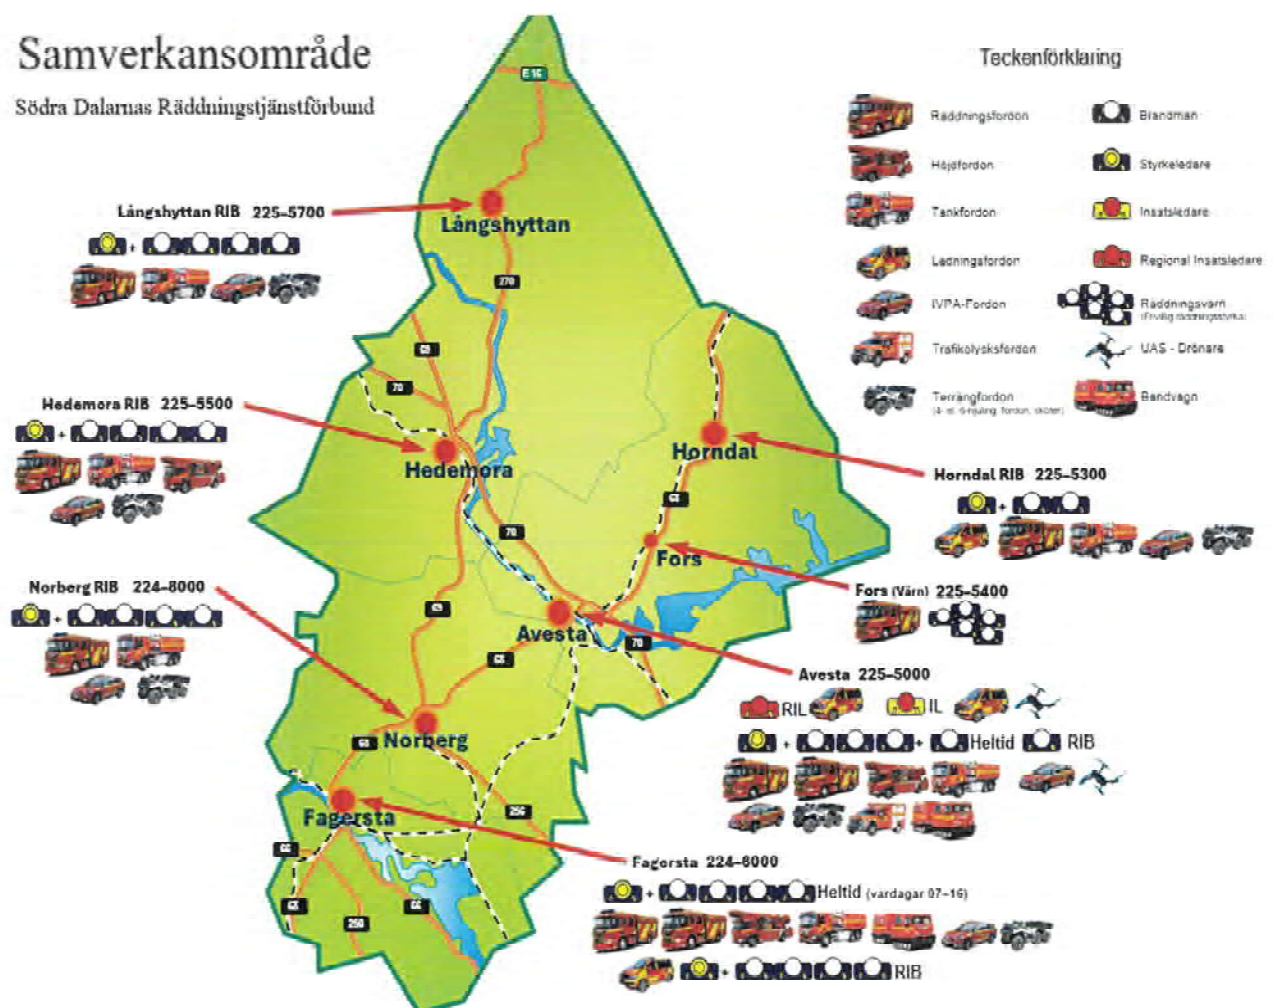 Samverkansområde
Södra Dalarnas Räddningstjänstförbund
Teckenförklaring
Räddningsfordon
Brandman
Höjdfordon
Styrkeledare
Tankfordon
Insatsledare
Ledningsfordon
Regional Insatsledare
IVPA-Fordon
Räddningsvärn
(Frivillig räddningsstyrka)
Trafikolycksfordon
UAS - Drönare
Terrängfordon
Bandvagn
E 16
Långshyttan RIB 225-5700
+
Långshyttan
270
68
70
Hedemora RIB 225-5500
+
Hedemora
Horndal
Horndal RIB 225-5300
+
68
70
Fors
Fors (Värn) 225-5400
Norberg RIB 224-8000
+
69
Avesta
70
68
Avesta 225-5000
RIL
IL
+ + Heltid RIB
Norberg
68
256
Fagersta
66
Fagersta 224-6000
+ Heltid (vardagar 07-16)
68
250
66
+ RIB